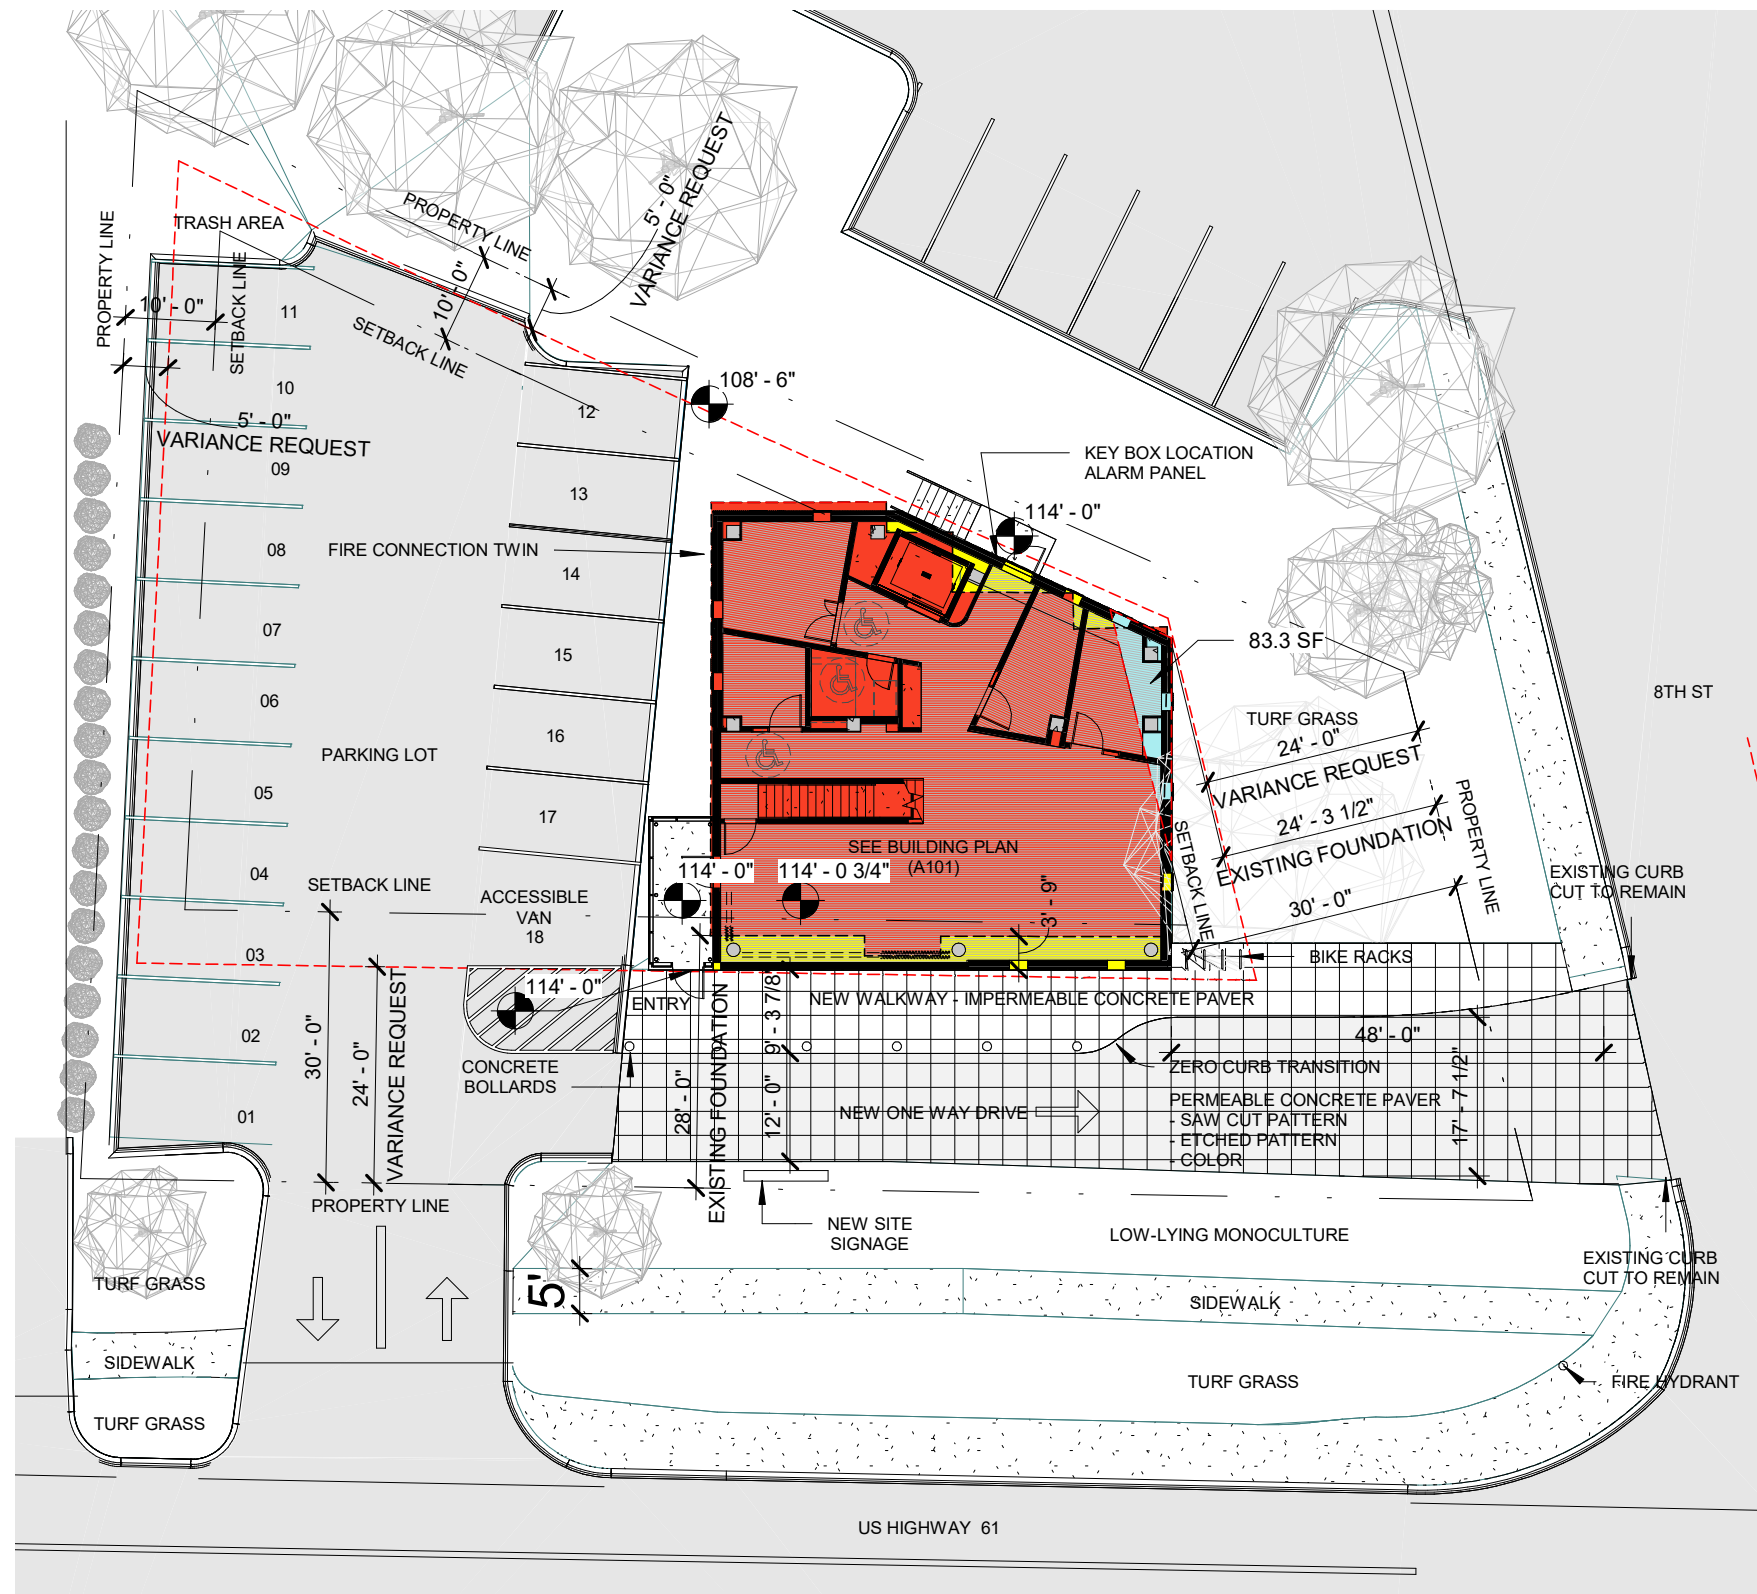 5' - 0"
VARIANCE REQUEST
PROPERTY LINE
TRASH AREA
PROPERTY LINE
SETBACK LINE
10' - 0"
10' - 0"
SETBACK LINE
11
10
5' - 0"
VARIANCE REQUEST
09
08
07
06
05
04
03
02
01
12
13
14
15
16
17
108' - 6"
KEY BOX LOCATION
ALARM PANEL
114' - 0"
FIRE CONNECTION TWIN
83.3 SF
8TH ST
PARKING LOT
TURF GRASS
24' - 0"
VARIANCE REQUEST
24' - 3 1/2"
EXISTING FOUNDATION
30' - 0"
PROPERTY LINE
SETBACK LINE
SEE BUILDING PLAN
(A101)
114' - 0"
114' - 0 3/4"
3' - 9"
SETBACK LINE
ACCESSIBLE
VAN
18
EXISTING CURB
CUT TO REMAIN
BIKE RACKS
114' - 0"
ENTRY
NEW WALKWAY - IMPERMEABLE CONCRETE PAVER
9' - 3 7/8"
30' - 0"
24' - 0"
VARIANCE REQUEST
28' - 0"
EXISTING FOUNDATION
12' - 0"
48' - 0"
17' - 7 1/2"
CONCRETE
BOLLARDS
ZERO CURB TRANSITION
NEW ONE WAY DRIVE
PERMEABLE CONCRETE PAVER
- SAW CUT PATTERN
- ETCHED PATTERN
- COLOR
PROPERTY LINE
NEW SITE
SIGNAGE
LOW-LYING MONOCULTURE
EXISTING CURB
CUT TO REMAIN
TURF GRASS
5'
SIDEWALK
SIDEWALK
TURF GRASS
FIRE HYDRANT
TURF GRASS
US HIGHWAY 61